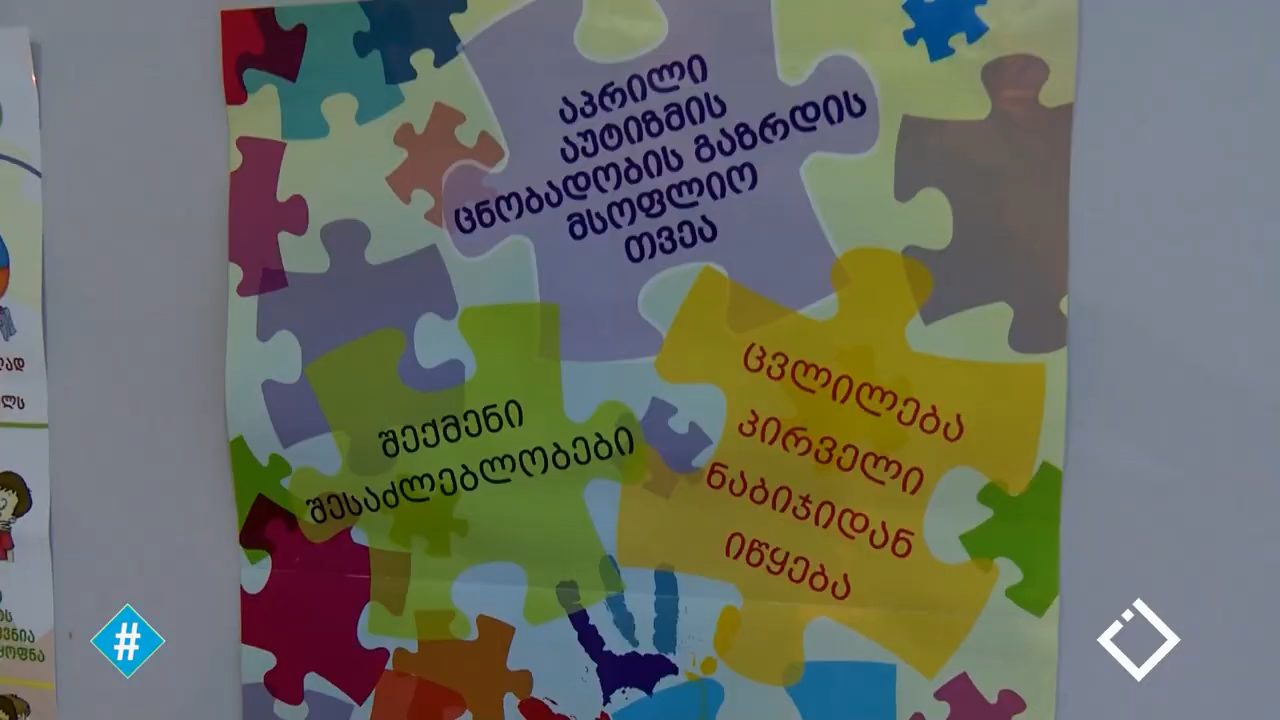 აპრილი
აუტიზმის
ცნობადობის გაზრდის
მსოფლიო
თვეა
შექმენი
შესაძლებლობები
ცვლილება
პირველი
ნაბიჯიდან
იწყება
#